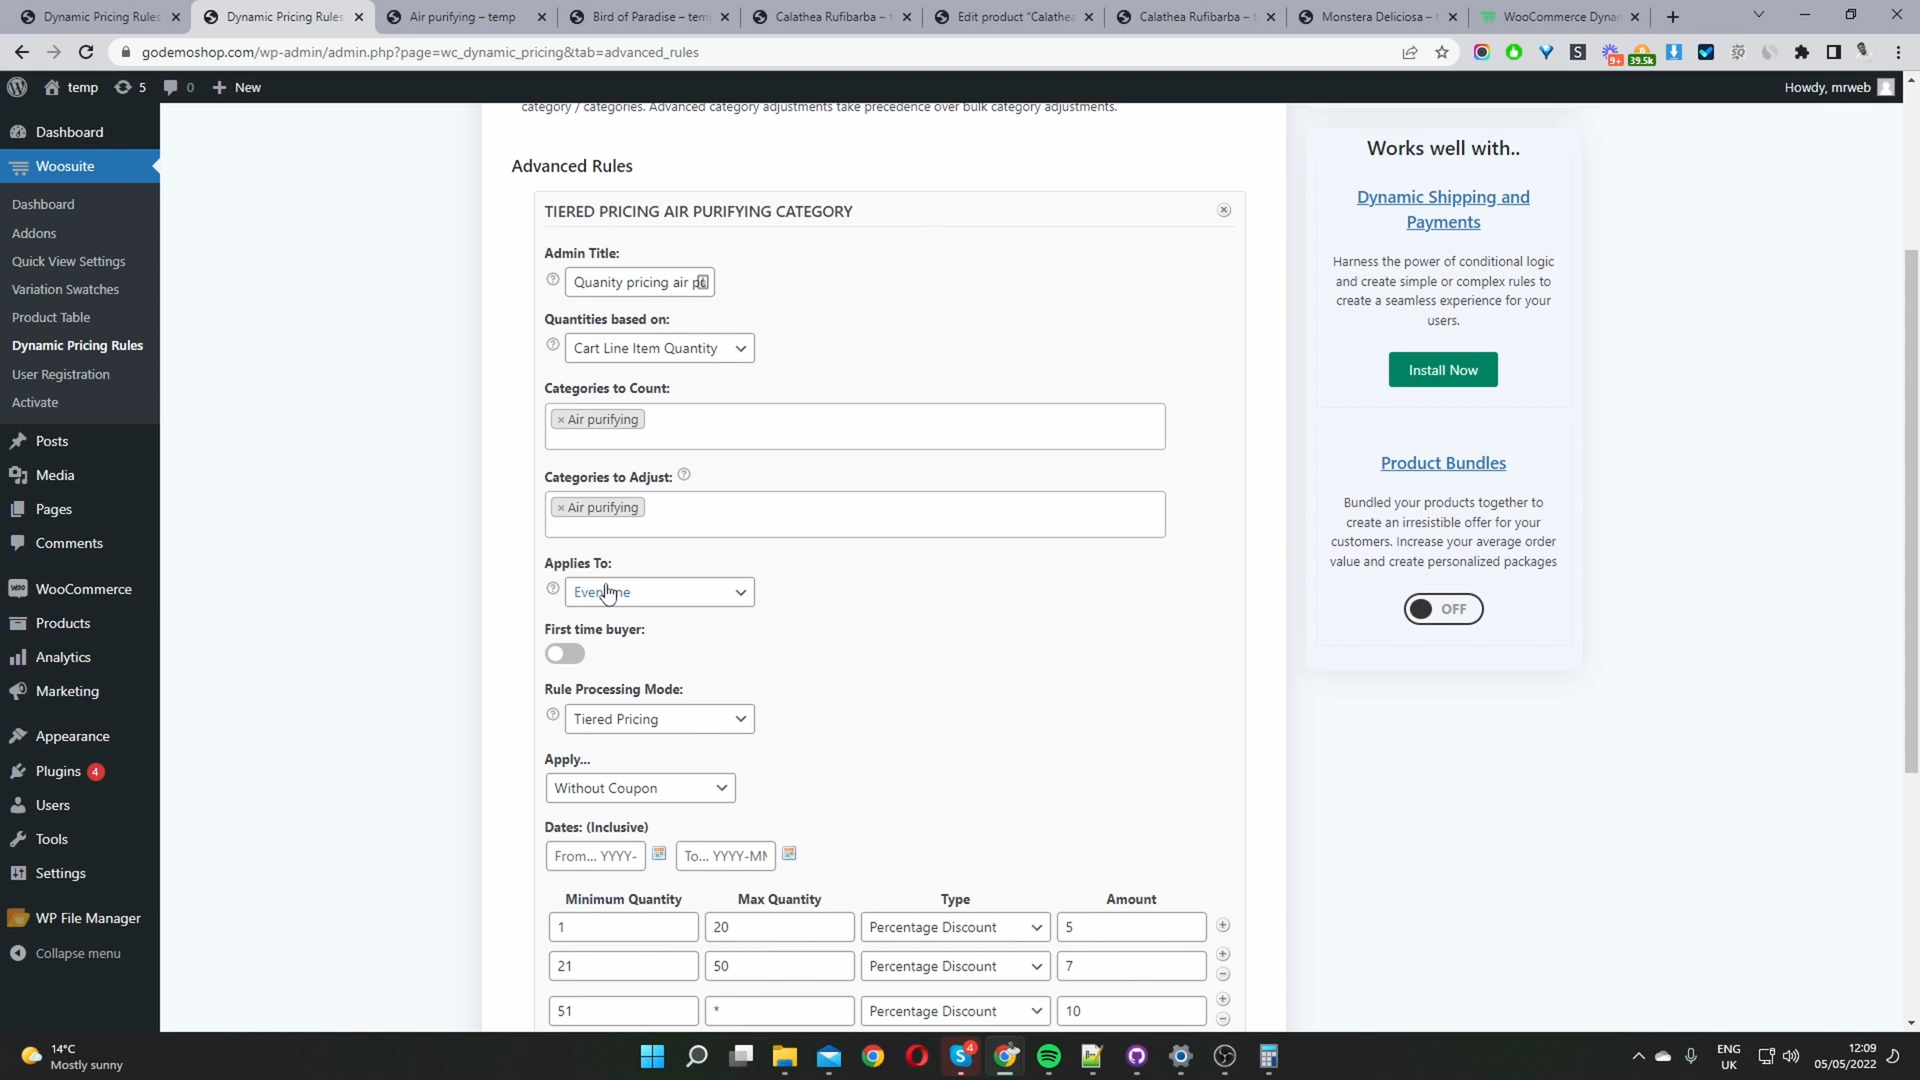 Dynamic Pricing Rules
Dynamic Pricing Rules
Air purifying – temp
Bird of Paradise – tem
Calathea Rufibarba – t
Edit product "Calathea
Calathea Rufibarba – t
Monstera Deliciosa – t
WooCommerce Dyna
godemoshop.com/wp-admin/admin.php?page=wc_dynamic_pricing&tab=advanced_rules
9+
39.5k
temp
5
0
New
Howdy, mrweb
Dashboard
Woosuite
Dashboard
Addons
Quick View Settings
Variation Swatches
Product Table
Dynamic Pricing Rules
User Registration
Activate
Posts
Media
Pages
Comments
WooCommerce
Products
Analytics
Marketing
Appearance
Plugins 4
Users
Tools
Settings
WP File Manager
Collapse menu
category / categories. Advanced category adjustments take precedence over bulk category adjustments.
Advanced Rules
TIERED PRICING AIR PURIFYING CATEGORY
Admin Title:
Quanity pricing air
Quantities based on:
Cart Line Item Quantity
Categories to Count:
× Air purifying
Categories to Adjust:
× Air purifying
Applies To:
Everyone
First time buyer:
Rule Processing Mode:
Tiered Pricing
Apply...
Without Coupon
Dates: (Inclusive)
From... YYYY- To... YYYY-MM
Minimum Quantity Max Quantity Type Amount
1 20 Percentage Discount 5
21 50 Percentage Discount 7
51 * Percentage Discount 10
Works well with..
Dynamic Shipping and
Payments
Harness the power of conditional logic
and create simple or complex rules to
create a seamless experience for your
users.
Install Now
Product Bundles
Bundled your products together to
create an irresistible offer for your
customers. Increase your average order
value and create personalized packages
OFF
14°C
Mostly sunny
4
ENG
UK
12:09
05/05/2022